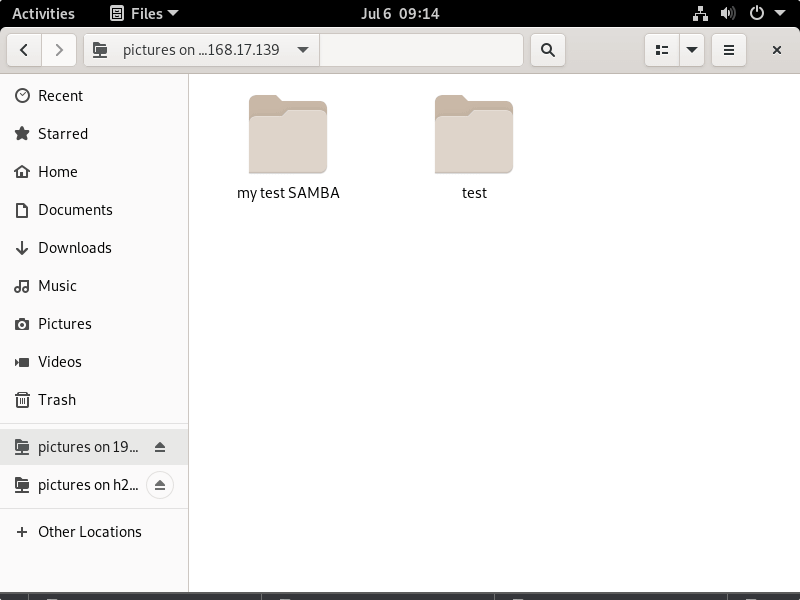 Activities Files Jul 6 09:14
pictures on ...168.17.139
Recent
Starred
Home
Documents
Downloads
Music
Pictures
Videos
Trash
pictures on 19...
pictures on h2...
Other Locations
my test SAMBA
test